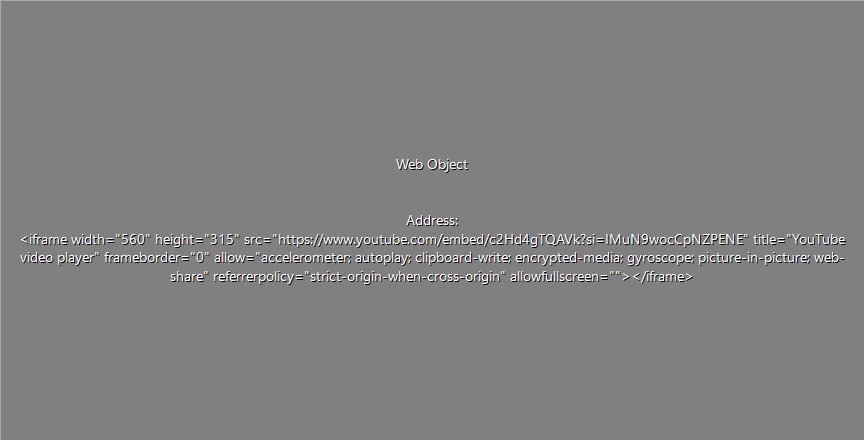 Web Object
Address:
<iframe width="560" height="315" src="https://www.youtube.com/embed/c2Hd4gTQAVk?si=IMuN9wocCpNZPENE" title="YouTube
video player" frameborder="0" allow="accelerometer; autoplay; clipboard-write; encrypted-media; gyroscope; picture-in-picture; web-
share" referrerpolicy="strict-origin-when-cross-origin" allowfullscreen=""></iframe>